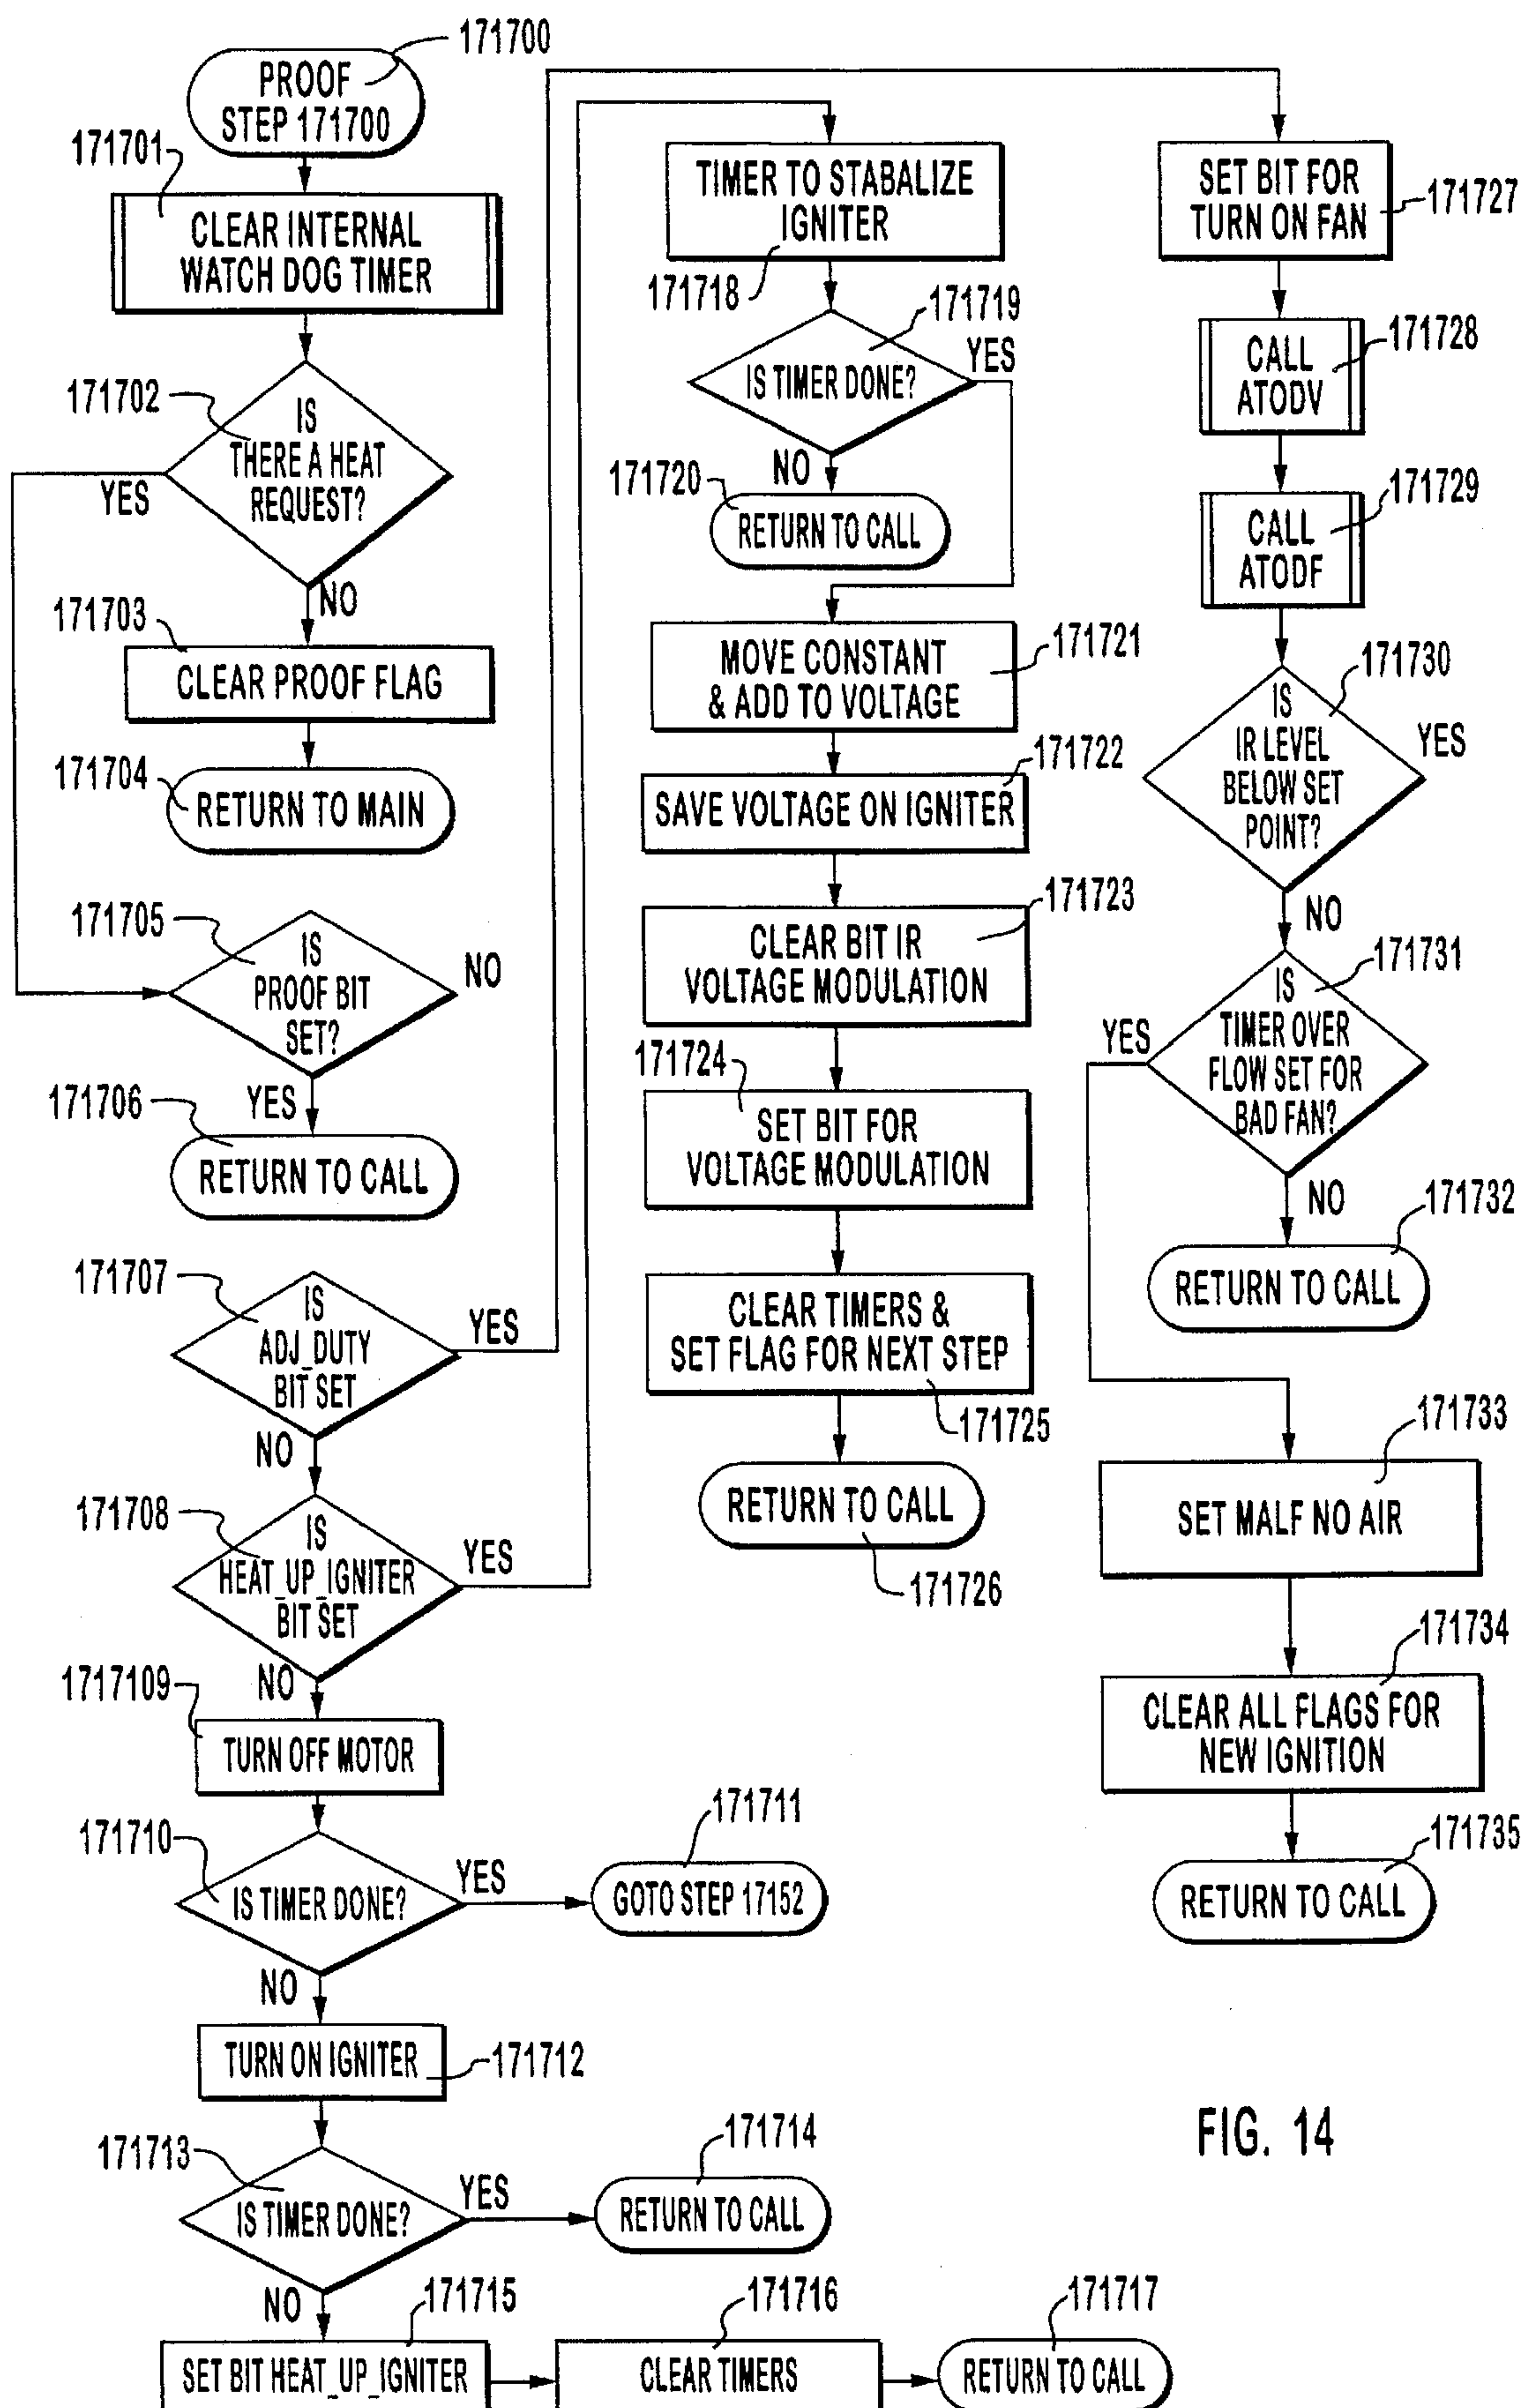 171700
PROOF
STEP 171700
171701
CLEAR INTERNAL
WATCH DOG TIMER
171702
IS
THERE A HEAT
REQUEST?
YES
NO
171703
CLEAR PROOF FLAG
171704
RETURN TO MAIN
171705
IS
PROOF BIT
SET?
NO
YES
171706
RETURN TO CALL
171707
IS
ADJ_DUTY
BIT SET
YES
NO
171708
IS
HEAT_UP_IGNITER
BIT SET
YES
NO
1717109
TURN OFF MOTOR
171710
IS TIMER DONE?
YES
171711
GOTO STEP 17152
NO
TURN ON IGNITER
171712
171713
IS TIMER DONE?
YES
171714
RETURN TO CALL
NO
171715
SET BIT HEAT_UP_IGNITER
171716
CLEAR TIMERS
171717
RETURN TO CALL
TIMER TO STABALIZE
IGNITER
171718
171719
IS TIMER DONE?
YES
NO
171720
RETURN TO CALL
MOVE CONSTANT
& ADD TO VOLTAGE
171721
171722
SAVE VOLTAGE ON IGNITER
171723
CLEAR BIT IR
VOLTAGE MODULATION
171724
SET BIT FOR
VOLTAGE MODULATION
CLEAR TIMERS &
SET FLAG FOR NEXT STEP
171725
RETURN TO CALL
171726
SET BIT FOR
TURN ON FAN
171727
CALL
ATODV
171728
CALL
ATODF
171729
171730
IS
IR LEVEL
BELOW SET
POINT?
YES
NO
171731
IS
TIMER OVER
FLOW SET FOR
BAD FAN?
YES
NO
171732
RETURN TO CALL
171733
SET MALF NO AIR
171734
CLEAR ALL FLAGS FOR
NEW IGNITION
171735
RETURN TO CALL
FIG. 14